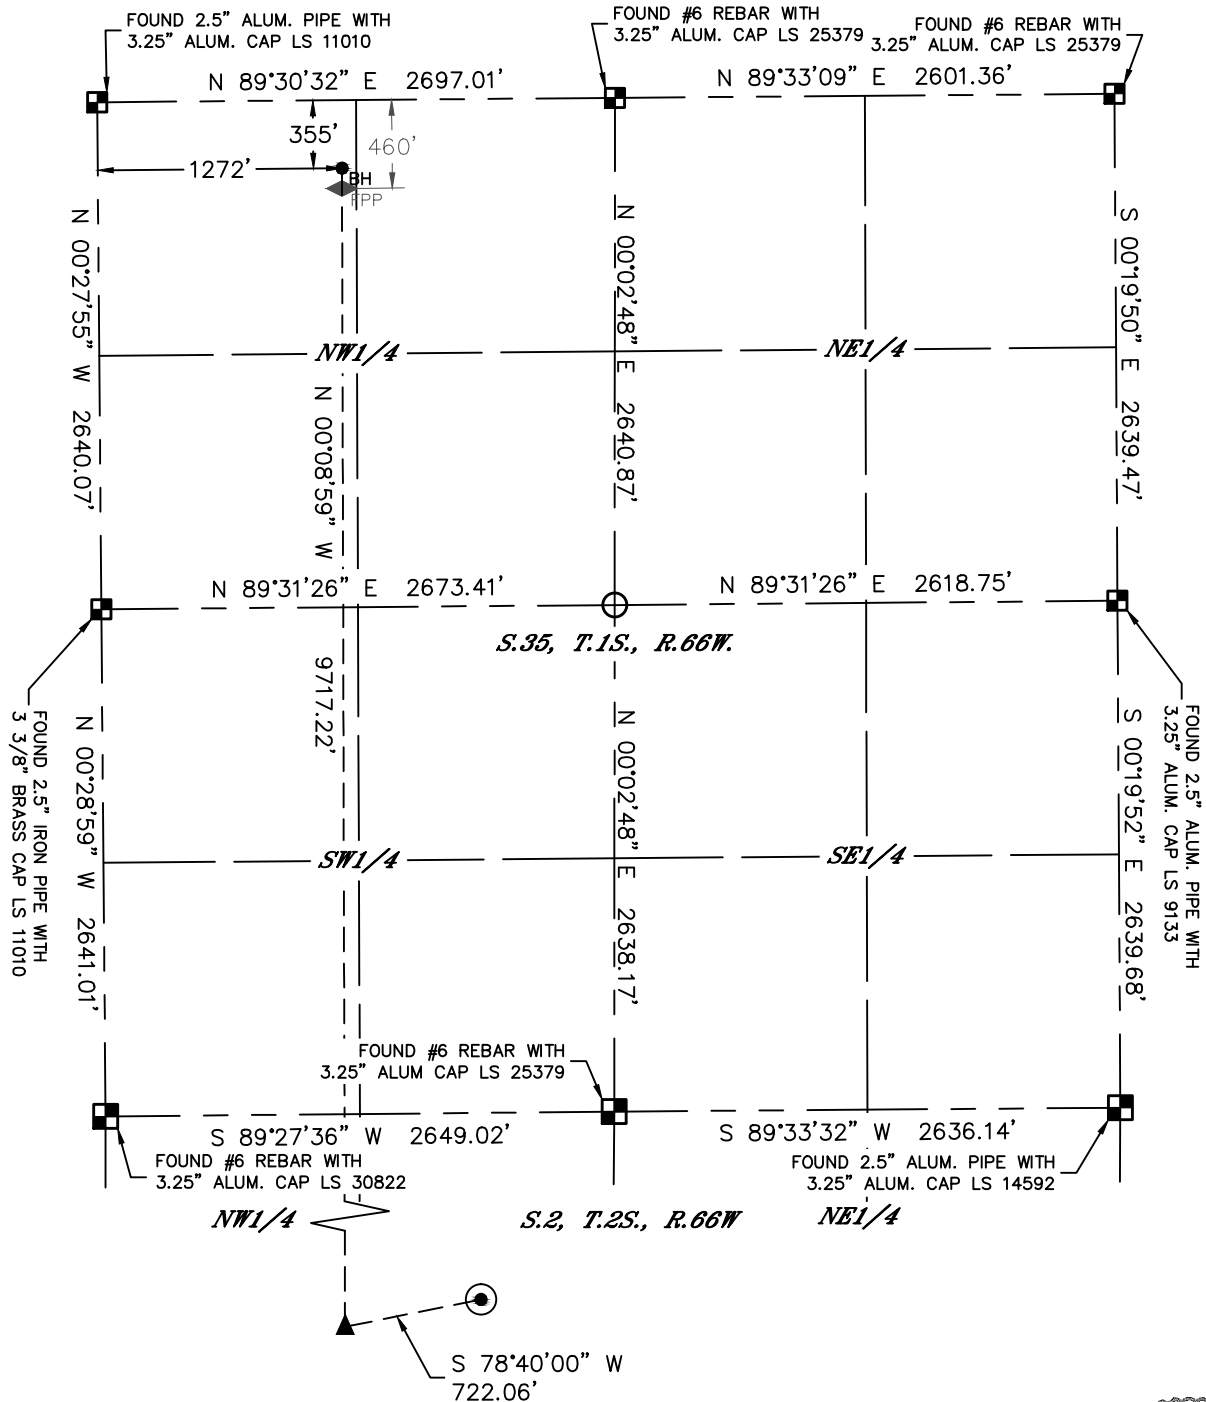 FOUND 2.5" ALUM. PIPE WITH
3.25" ALUM. CAP LS 11010
FOUND #6 REBAR WITH
3.25" ALUM. CAP LS 25379
FOUND #6 REBAR WITH
3.25" ALUM. CAP LS 25379
N 89°30'32" E 2697.01'
N 89°33'09" E 2601.36'
355'
460'
1272'
BH
FPP
N 00°27'55" W 2640.07'
N 00°02'48" E 2640.87'
S 00°19'50" E 2639.47'
NW1/4
NE1/4
N 00°08'59" W 9717.22'
N 89°31'26" E 2673.41'
N 89°31'26" E 2618.75'
S.35, T.1S., R.66W.
FOUND 2.5" IRON PIPE WITH
3 3/8" BRASS CAP LS 11010
N 00°28'59" W 2641.01'
N 00°02'48" E 2638.17'
S 00°19'52" E 2639.68'
FOUND 2.5" ALUM. PIPE WITH
3.25" ALUM. CAP LS 9133
SW1/4
SE1/4
FOUND #6 REBAR WITH
3.25" ALUM CAP LS 25379
S 89°27'36" W 2649.02'
S 89°33'32" W 2636.14'
FOUND #6 REBAR WITH
3.25" ALUM. CAP LS 30822
FOUND 2.5" ALUM. PIPE WITH
3.25" ALUM. CAP LS 14592
NW1/4
S.2, T.2S., R.66W
NE1/4
S 78°40'00" W
722.06'